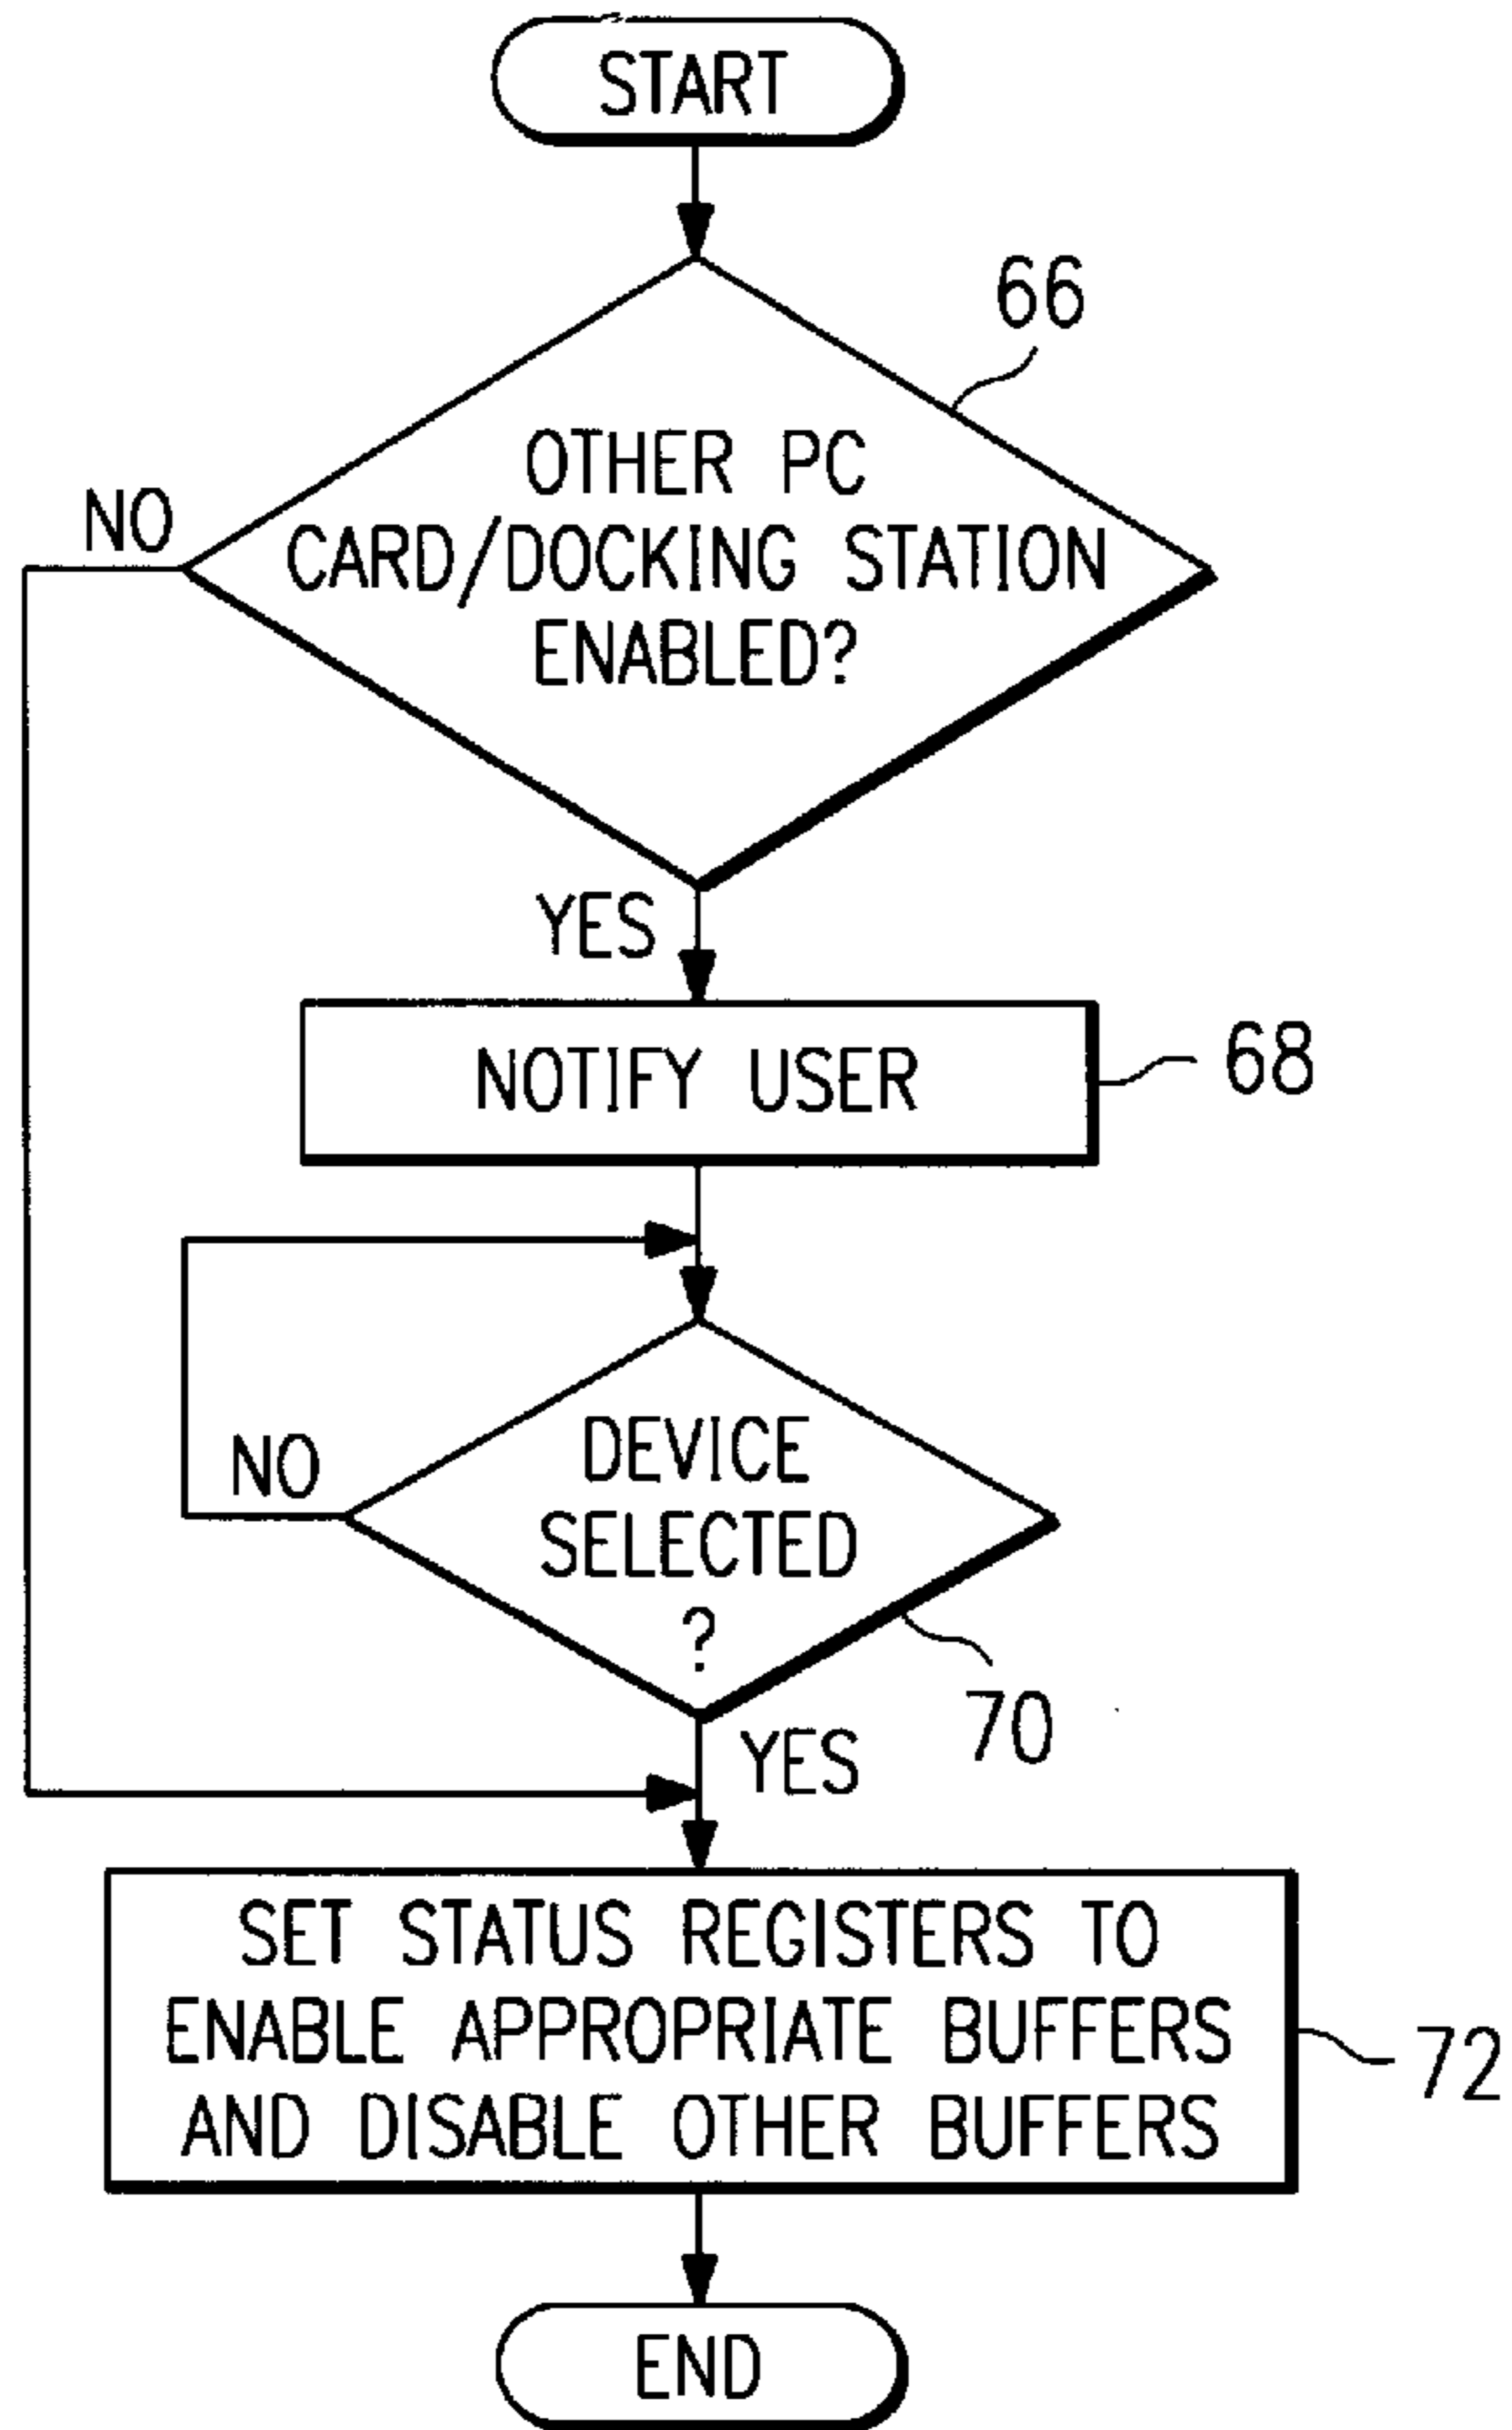 START
66
OTHER PC
NO
CARD/DOCKING STATION
ENABLED?
YES
NOTIFY USER
68
DEVICE
NO
SELECTED
?
70
YES
SET STATUS REGISTERS TO
ENABLE APPROPRIATE BUFFERS
72
AND DISABLE OTHER BUFFERS
END